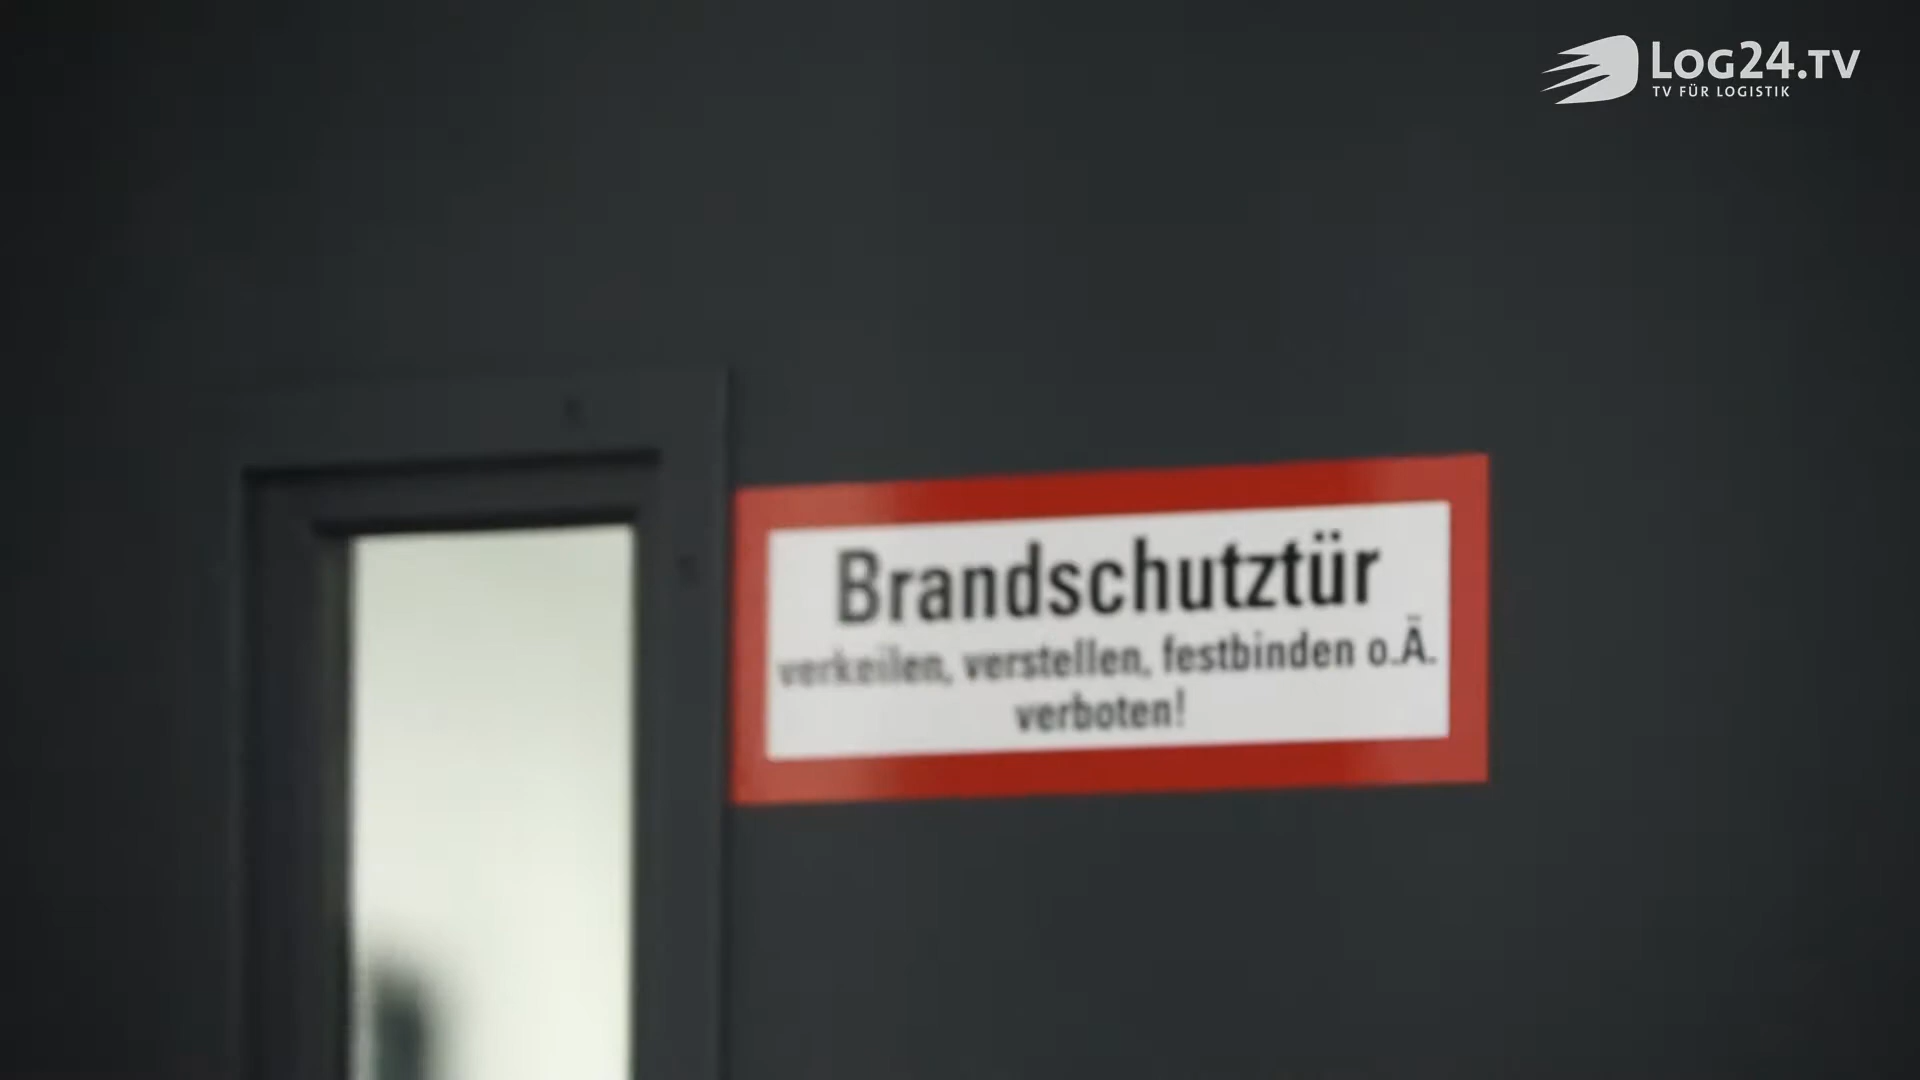 LOG24.TV
TV FÜR LOGISTIK
Brandschutztür
verkeilen, verstellen, festbinden o.Ä.
verboten!